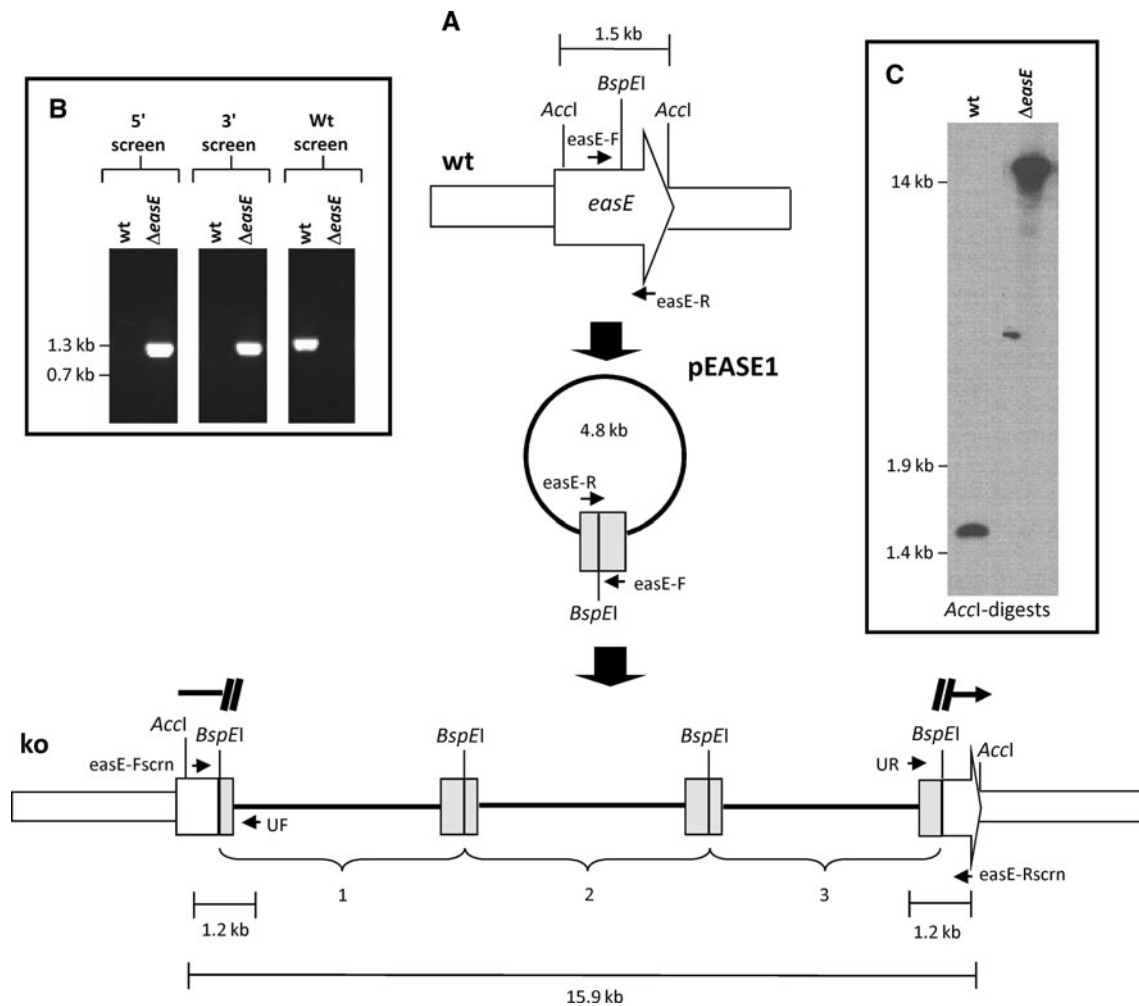 A
1.5 kb
BspEI
AccI
AccI
easE-F
wt
easE
easE-R
pEASE1
4.8 kb
easE-R
easE-F
BspEI
B
5'
screen
3'
screen
Wt
screen
wt
ΔeasE
wt
ΔeasE
wt
ΔeasE
1.3 kb
0.7 kb
C
wt
ΔeasE
14 kb
1.9 kb
1.4 kb
AccI-digests
ko
AccI
BspEI
BspEI
BspEI
BspEI
AccI
easE-Fscrn
UR
UF
easE-Rscrn
1
2
3
1.2 kb
1.2 kb
15.9 kb